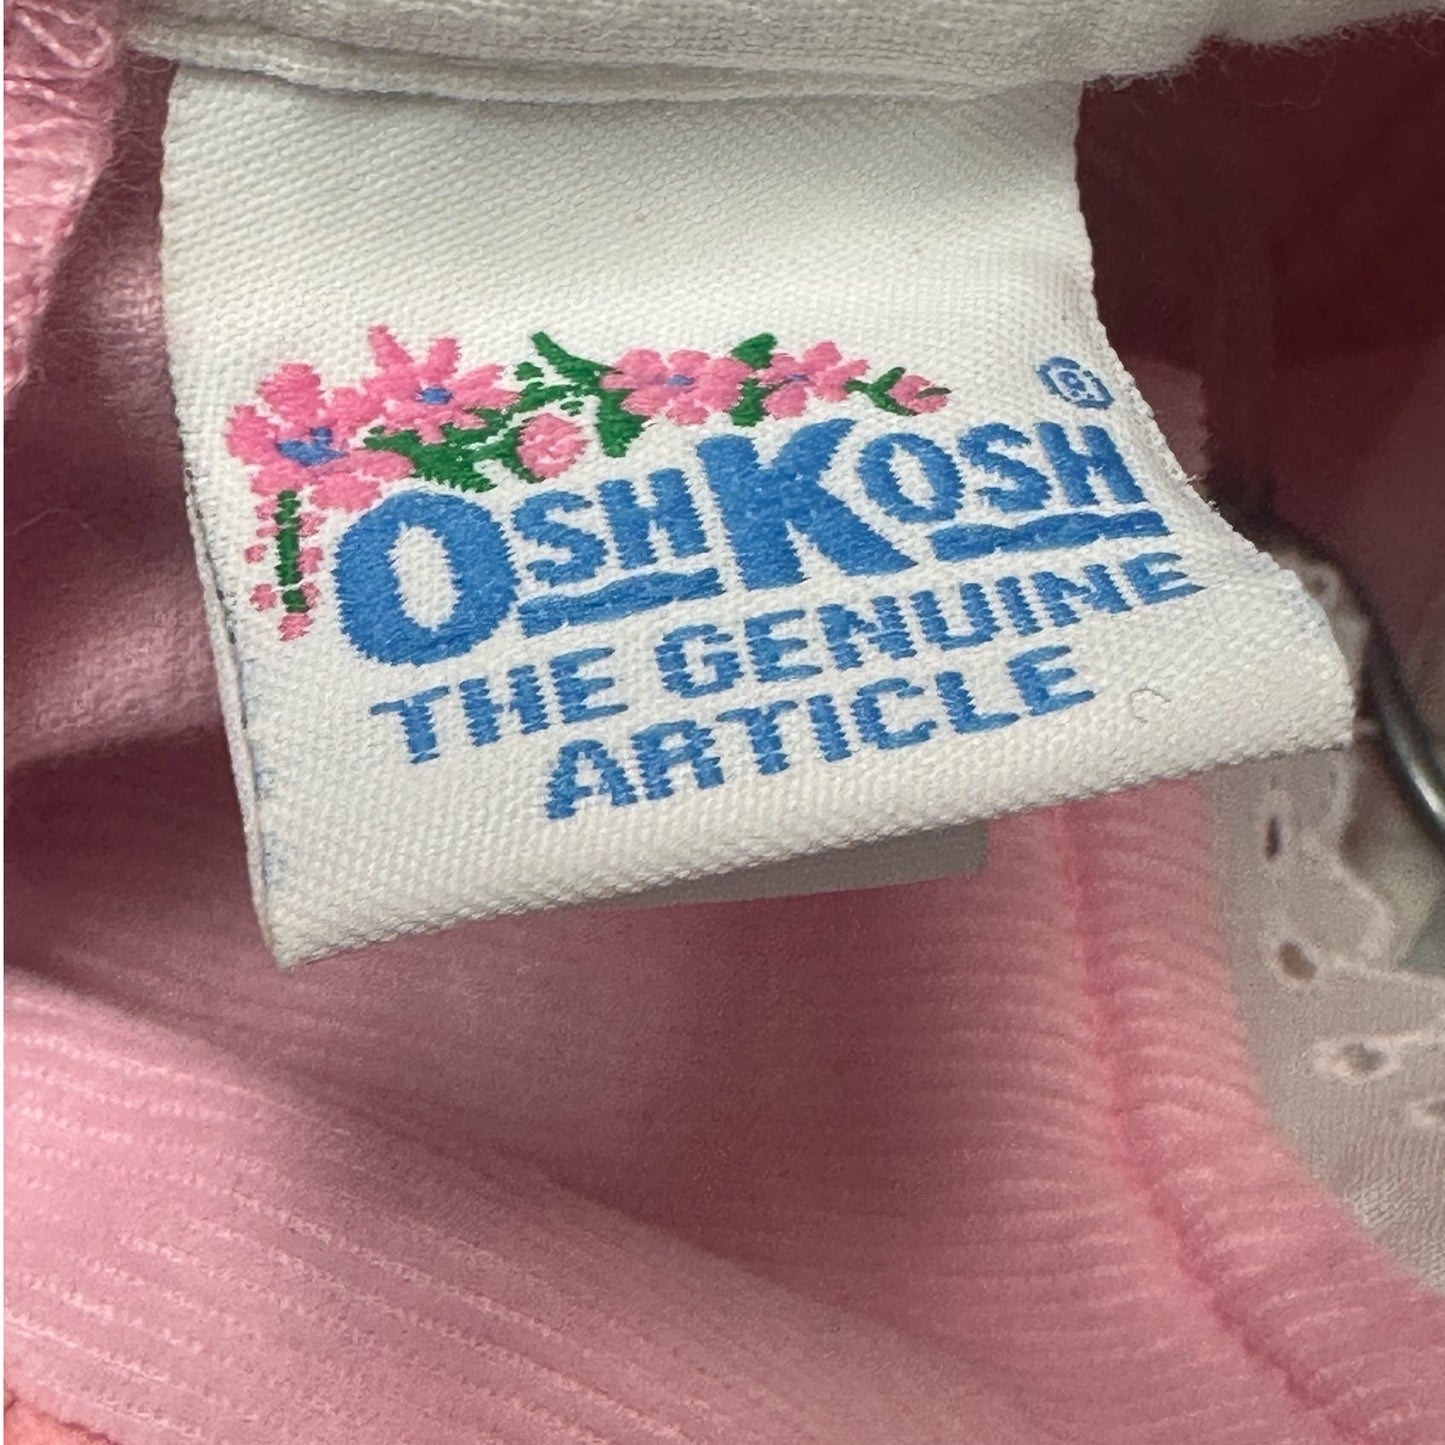 OSHKOSH ®
THE GENUINE
ARTICLE